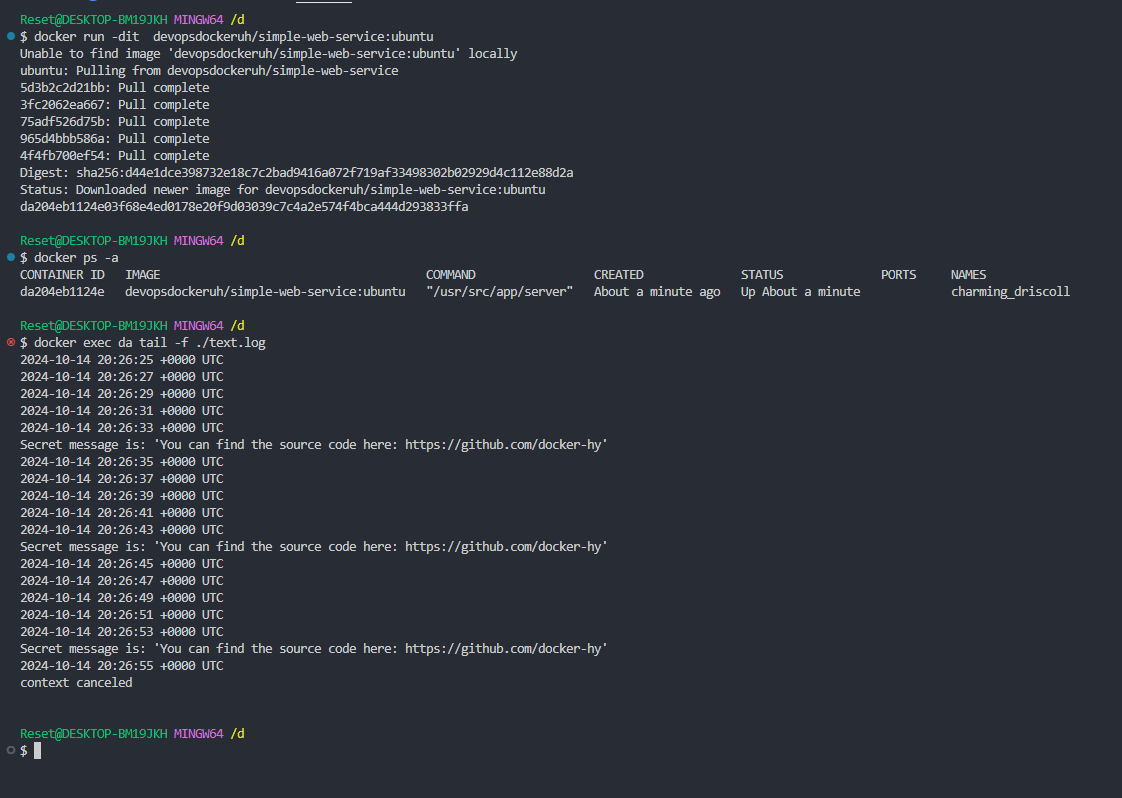 Reset@DESKTOP-BM19JKH MINGW64 /d
$ docker run -dit  devopsdockeruh/simple-web-service:ubuntu
Unable to find image 'devopsdockeruh/simple-web-service:ubuntu' locally
ubuntu: Pulling from devopsdockeruh/simple-web-service
5d3b2c2d21bb: Pull complete
3fc2062ea667: Pull complete
75adf526d75b: Pull complete
965d4bbb586a: Pull complete
4f4fb700ef54: Pull complete
Digest: sha256:d44e1dce398732e18c7c2bad9416a072f719af33498302b02929d4c112e88d2a
Status: Downloaded newer image for devopsdockeruh/simple-web-service:ubuntu
da204eb1124e03f68e4ed0178e20f9d03039c7c4a2e574f4bca444d293833ffa
Reset@DESKTOP-BM19JKH MINGW64 /d
$ docker ps -a
CONTAINER ID   IMAGE                                      COMMAND                CREATED              STATUS              PORTS     NAMES
da204eb1124e   devopsdockeruh/simple-web-service:ubuntu   "/usr/src/app/server"   About a minute ago   Up About a minute             charming_driscoll
Reset@DESKTOP-BM19JKH MINGW64 /d
$ docker exec da tail -f ./text.log
2024-10-14 20:26:25 +0000 UTC
2024-10-14 20:26:27 +0000 UTC
2024-10-14 20:26:29 +0000 UTC
2024-10-14 20:26:31 +0000 UTC
2024-10-14 20:26:33 +0000 UTC
Secret message is: 'You can find the source code here: https://github.com/docker-hy'
2024-10-14 20:26:35 +0000 UTC
2024-10-14 20:26:37 +0000 UTC
2024-10-14 20:26:39 +0000 UTC
2024-10-14 20:26:41 +0000 UTC
2024-10-14 20:26:43 +0000 UTC
Secret message is: 'You can find the source code here: https://github.com/docker-hy'
2024-10-14 20:26:45 +0000 UTC
2024-10-14 20:26:47 +0000 UTC
2024-10-14 20:26:49 +0000 UTC
2024-10-14 20:26:51 +0000 UTC
2024-10-14 20:26:53 +0000 UTC
Secret message is: 'You can find the source code here: https://github.com/docker-hy'
2024-10-14 20:26:55 +0000 UTC
context canceled
Reset@DESKTOP-BM19JKH MINGW64 /d
$